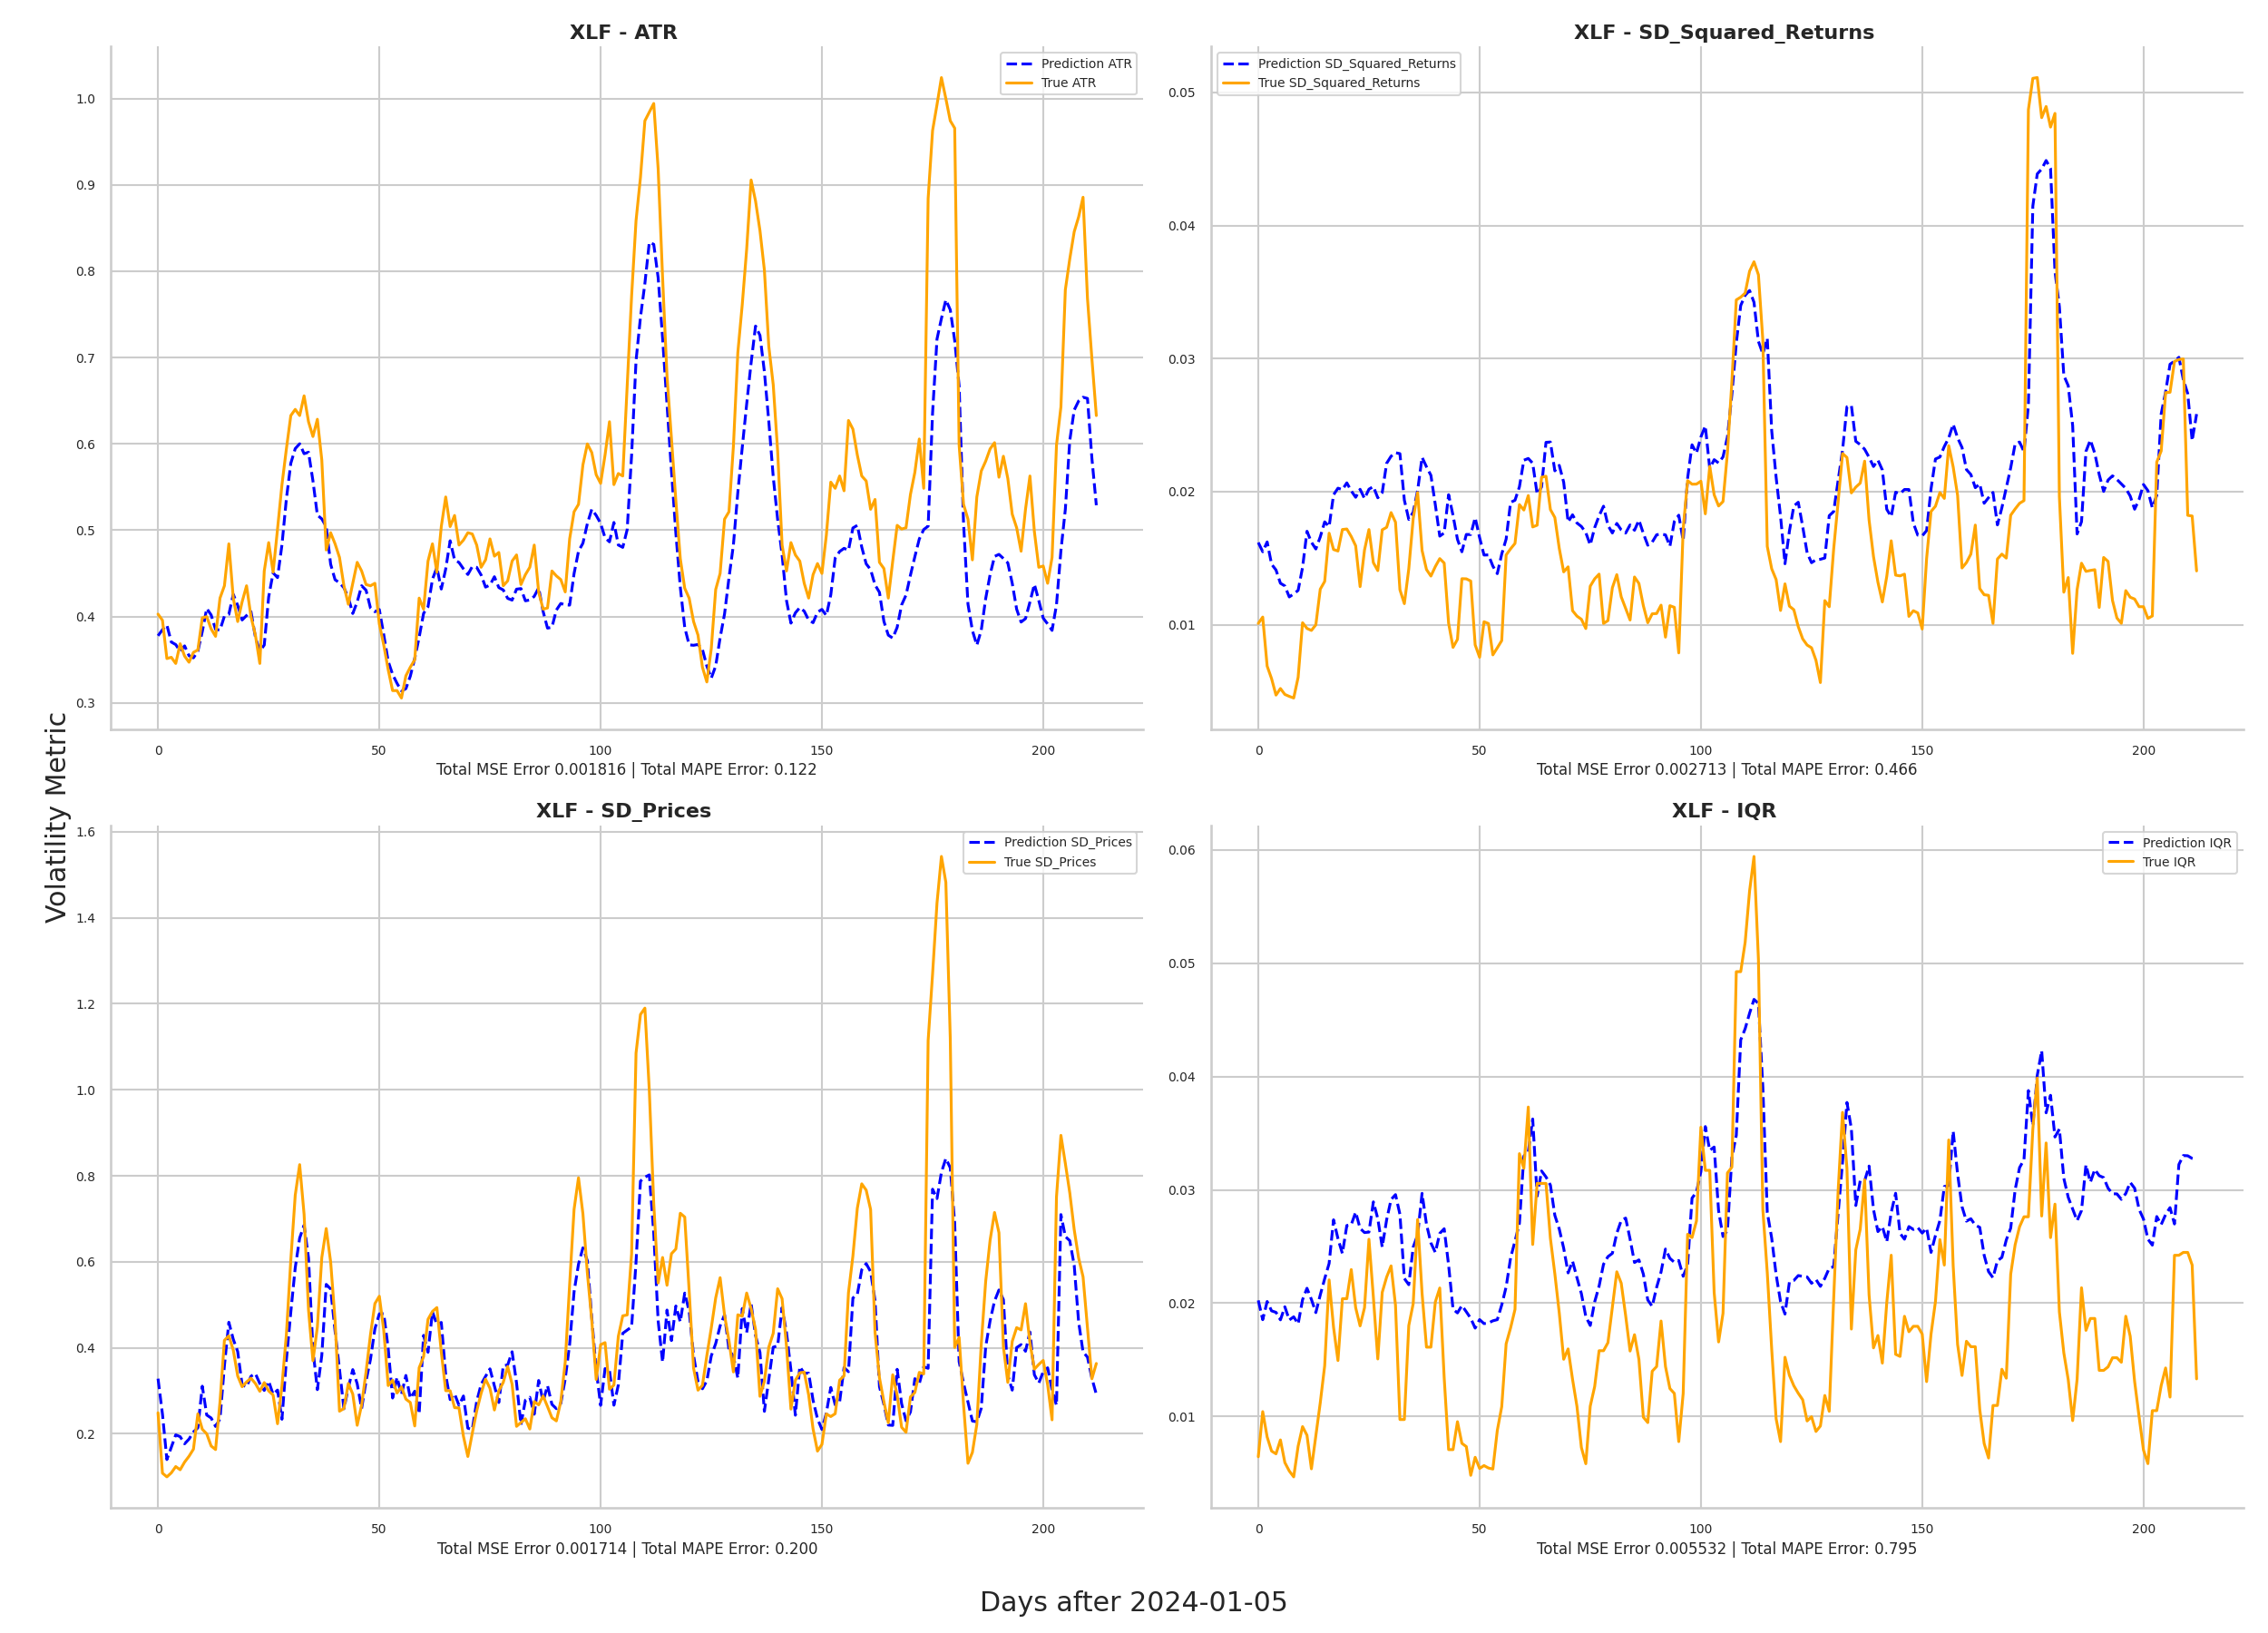 XLF - ATR
Prediction ATR
True ATR
1.0
0.9
0.8
0.7
0.6
0.5
0.4
0.3
0 50 100 150 200
Total MSE Error 0.001816 | Total MAPE Error: 0.122
XLF - SD_Squared_Returns
Prediction SD_Squared_Returns
True SD_Squared_Returns
0.05
0.04
0.03
0.02
0.01
0 50 100 150 200
Total MSE Error 0.002713 | Total MAPE Error: 0.466
Volatility Metric
XLF - SD_Prices
Prediction SD_Prices
True SD_Prices
1.6
1.4
1.2
1.0
0.8
0.6
0.4
0.2
0 50 100 150 200
Total MSE Error 0.001714 | Total MAPE Error: 0.200
XLF - IQR
Prediction IQR
True IQR
0.06
0.05
0.04
0.03
0.02
0.01
0 50 100 150 200
Total MSE Error 0.005532 | Total MAPE Error: 0.795
Days after 2024-01-05